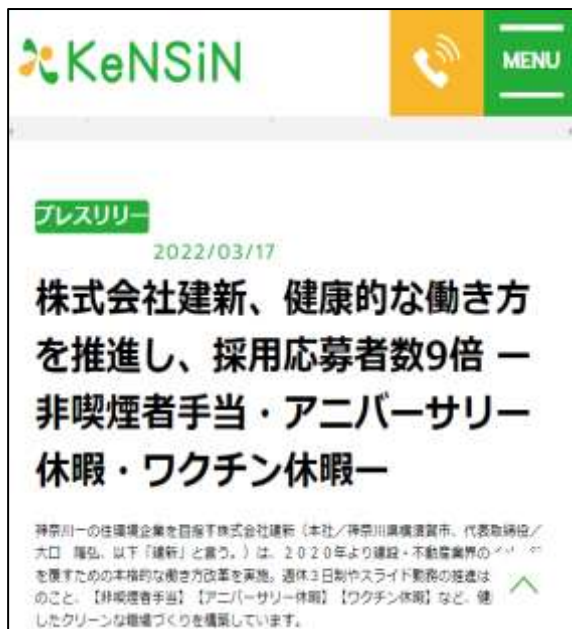 KeNSiN
MENU
プレスリリー
2022/03/17
株式会社建新、健康的な働き方
を推進し、採用応募者数9倍 ー
非喫煙者手当・アニバーサリー
休暇・ワクチン休暇ー
神奈川一の住環境企業を目指す株式会社建新(本社/神奈川県横須賀市、代表取締役/
大口 隆弘、以下「建新」と言う。)は、2020年より建設・不動産業界の
を覆すための本格的な働き方改革を実施。週休3日制やスライド勤務の推進は
のこと、【非喫煙者手当】【アニバーサリー休暇】【ワクチン休暇】など、健
したクリーンな職場づくりを構築しています。